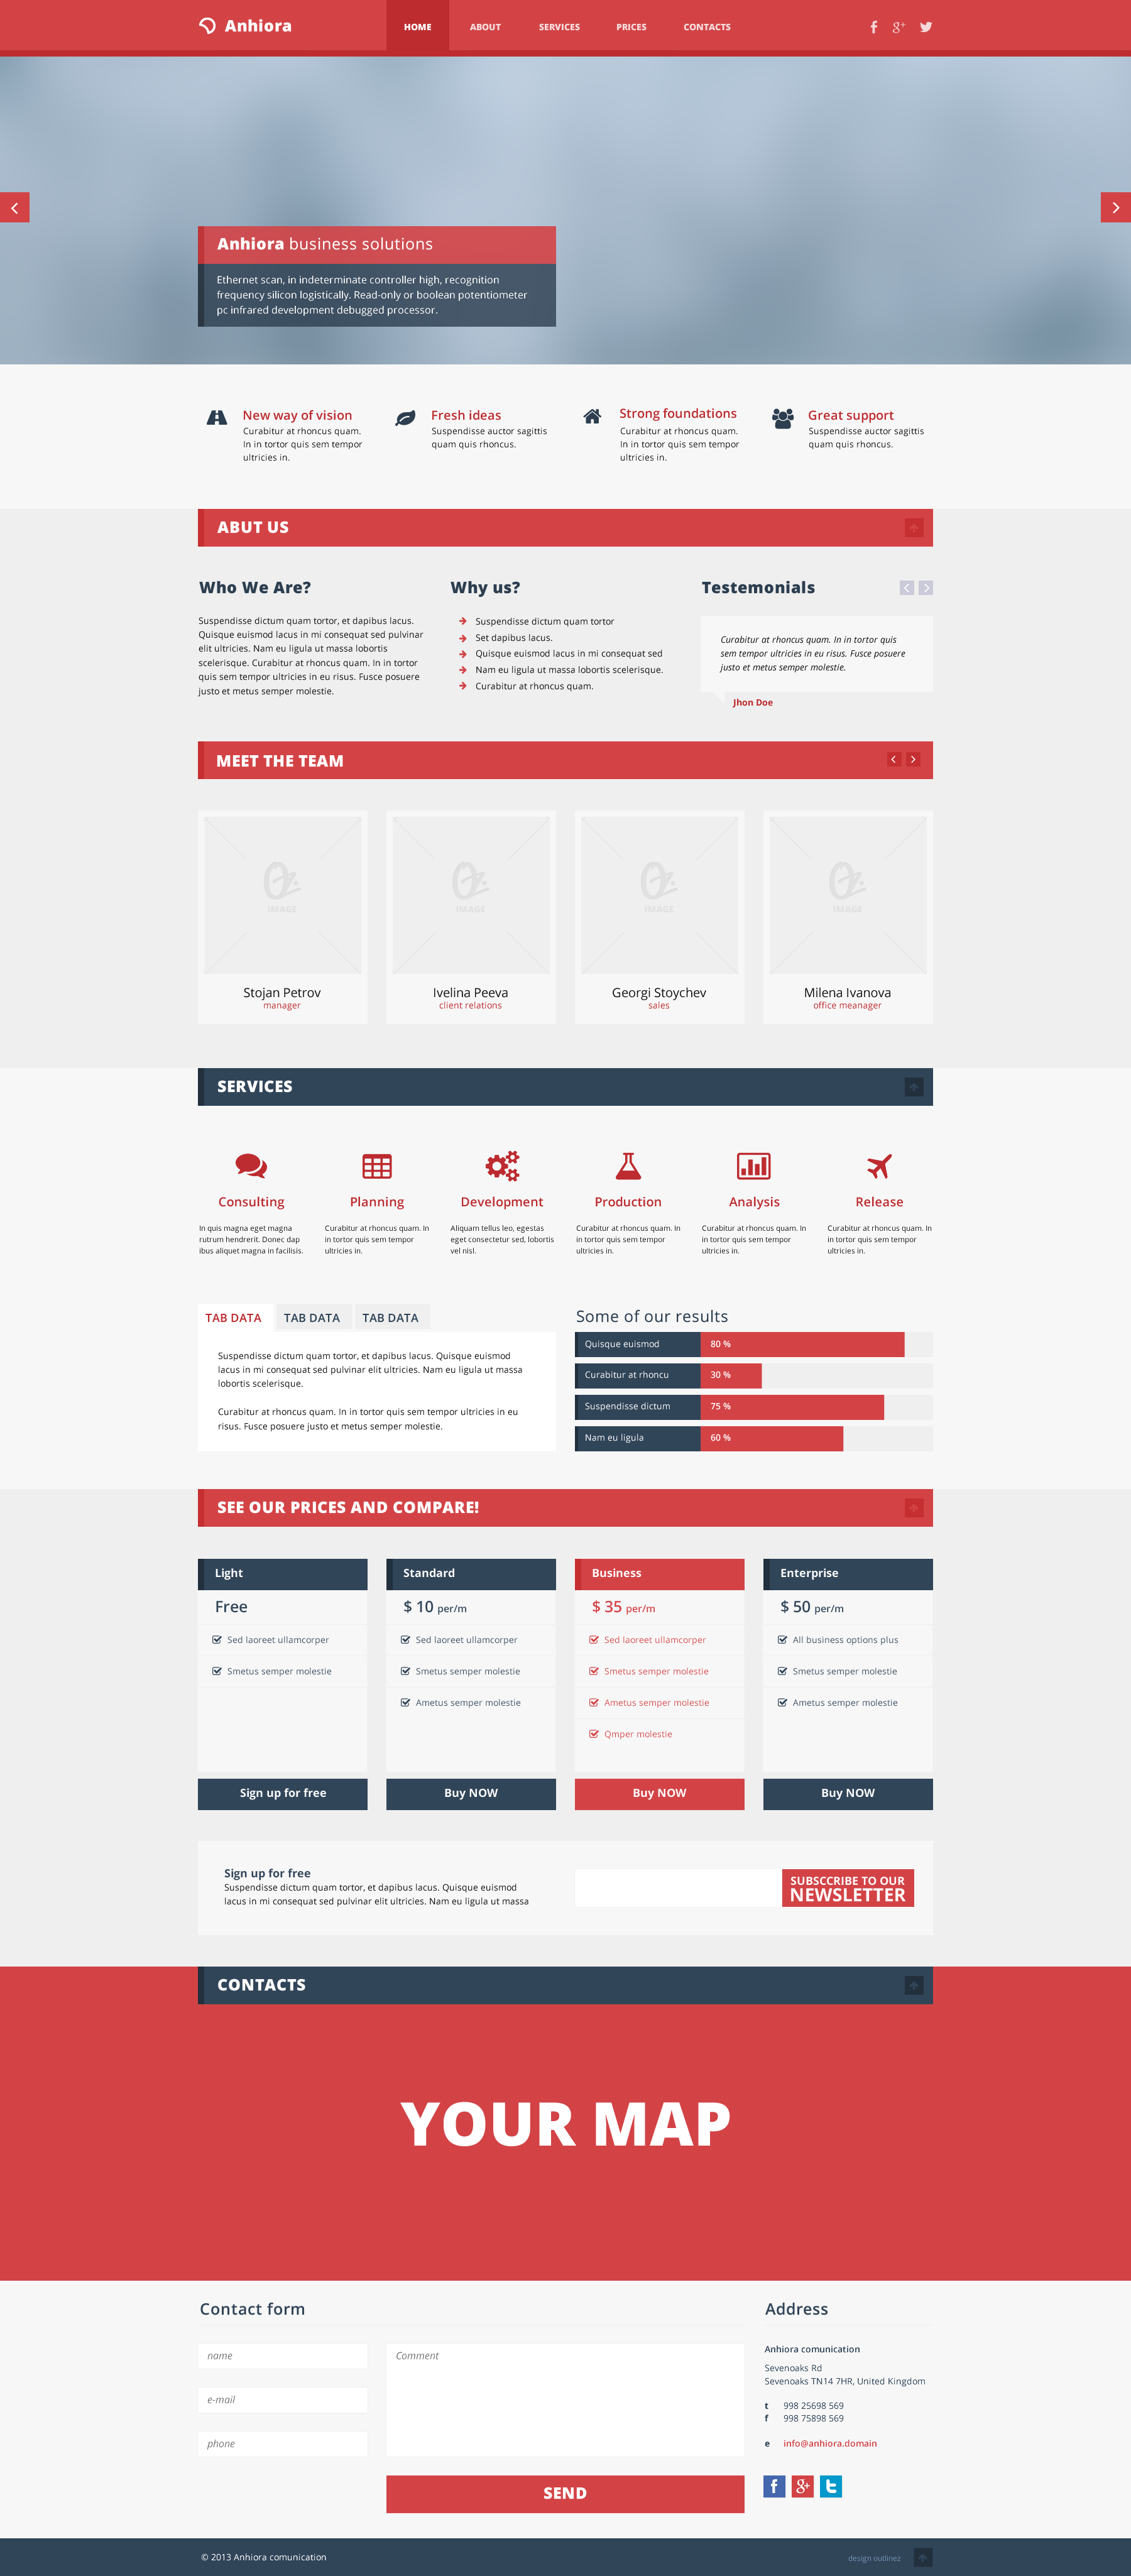 Anhiora
HOME
ABOUT
SERVICES
PRICES
CONTACTS
Anhiora business solutions
Ethernet scan, in indeterminate controller high, recognition
frequency silicon logistically. Read-only or boolean potentiometer
pc infrared development debugged processor.
New way of vision
Curabitur at rhoncus quam.
In in tortor quis sem tempor
ultricies in.
Fresh ideas
Suspendisse auctor sagittis
quam quis rhoncus.
Strong foundations
Curabitur at rhoncus quam.
In in tortor quis sem tempor
ultricies in.
Great support
Suspendisse auctor sagittis
quam quis rhoncus.
ABUT US
Who We Are?
Suspendisse dictum quam tortor, et dapibus lacus.
Quisque euismod lacus in mi consequat sed pulvinar
elit ultricies. Nam eu ligula ut massa lobortis
scelerisque. Curabitur at rhoncus quam. In in tortor
quis sem tempor ultricies in eu risus. Fusce posuere
justo et metus semper molestie.
Why us?
Suspendisse dictum quam tortor
Set dapibus lacus.
Quisque euismod lacus in mi consequat sed
Nam eu ligula ut massa lobortis scelerisque.
Curabitur at rhoncus quam.
Testemonials
Curabitur at rhoncus quam. In in tortor quis
sem tempor ultricies in eu risus. Fusce posuere
justo et metus semper molestie.
Jhon Doe
MEET THE TEAM
IMAGE
IMAGE
IMAGE
IMAGE
Stojan Petrov
manager
Ivelina Peeva
client relations
Georgi Stoychev
sales
Milena Ivanova
office meanager
SERVICES
Consulting
In quis magna eget magna
rutrum hendrerit. Donec dap
ibus aliquet magna in facilisis.
Planning
Curabitur at rhoncus quam. In
in tortor quis sem tempor
ultricies in.
Development
Aliquam tellus leo, egestas
eget consectetur sed, lobortis
vel nisl.
Production
Curabitur at rhoncus quam. In
in tortor quis sem tempor
ultricies in.
Analysis
Curabitur at rhoncus quam. In
in tortor quis sem tempor
ultricies in.
Release
Curabitur at rhoncus quam. In
in tortor quis sem tempor
ultricies in.
TAB DATA
TAB DATA
TAB DATA
Suspendisse dictum quam tortor, et dapibus lacus. Quisque euismod
lacus in mi consequat sed pulvinar elit ultricies. Nam eu ligula ut massa
lobortis scelerisque.
Curabitur at rhoncus quam. In in tortor quis sem tempor ultricies in eu
risus. Fusce posuere justo et metus semper molestie.
Some of our results
Quisque euismod 80 %
Curabitur at rhoncu 30 %
Suspendisse dictum 75 %
Nam eu ligula 60 %
SEE OUR PRICES AND COMPARE!
Light
Free
Sed laoreet ullamcorper
Smetus semper molestie
Sign up for free
Standard
$ 10 per/m
Sed laoreet ullamcorper
Smetus semper molestie
Ametus semper molestie
Buy NOW
Business
$ 35 per/m
Sed laoreet ullamcorper
Smetus semper molestie
Ametus semper molestie
Qmper molestie
Buy NOW
Enterprise
$ 50 per/m
All business options plus
Smetus semper molestie
Ametus semper molestie
Buy NOW
Sign up for free
Suspendisse dictum quam tortor, et dapibus lacus. Quisque euismod
lacus in mi consequat sed pulvinar elit ultricies. Nam eu ligula ut massa
SUBSCCRIBE TO OUR
NEWSLETTER
CONTACTS
YOUR MAP
Contact form
name
e-mail
phone
Comment
SEND
Address
Anhiora comunication
Sevenoaks Rd
Sevenoaks TN14 7HR, United Kingdom
t 998 25698 569
f 998 75898 569
e info@anhiora.domain
© 2013 Anhiora comunication
design outlinez